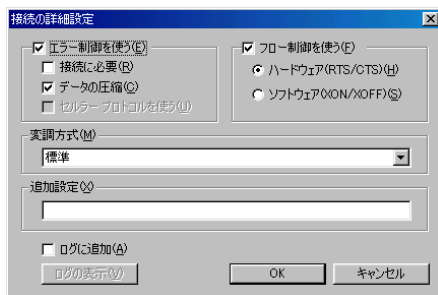 接続の詳細設定
エラー制御を使う(E)
接続に必要(R)
データの圧縮(C)
セルラー プロトコルを使う(U)
フロー制御を使う(F)
ハードウェア(RTS/CTS)(H)
ソフトウェア(XON/XOFF)(S)
変調方式(M)
標準
追加設定(X)
ログに追加(A)
ログの表示(V)
OK
キャンセル